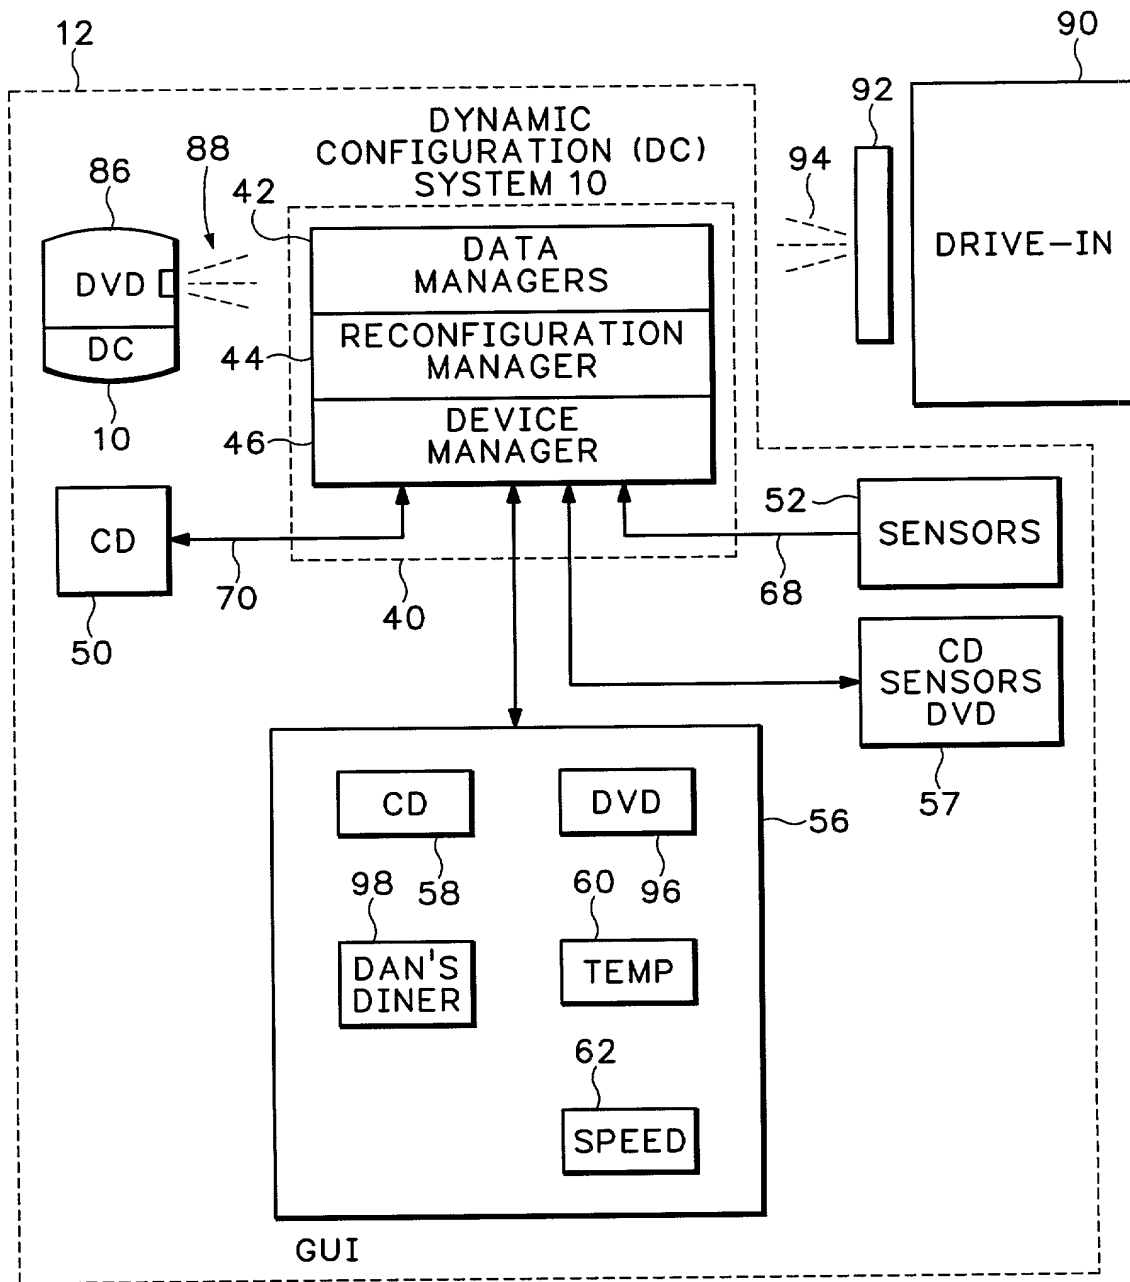 12
90
92
DYNAMIC
CONFIGURATION (DC)
SYSTEM 10
88
94
86
42
DATA
MANAGERS
DRIVE-IN
DVD
RECONFIGURATION
MANAGER
44
DC
DEVICE
MANAGER
46
10
52
CD
SENSORS
70
40
68
50
CD
SENSORS
DVD
57
CD
DVD
56
58
96
98
60
DAN'S
DINER
TEMP
62
SPEED
GUI